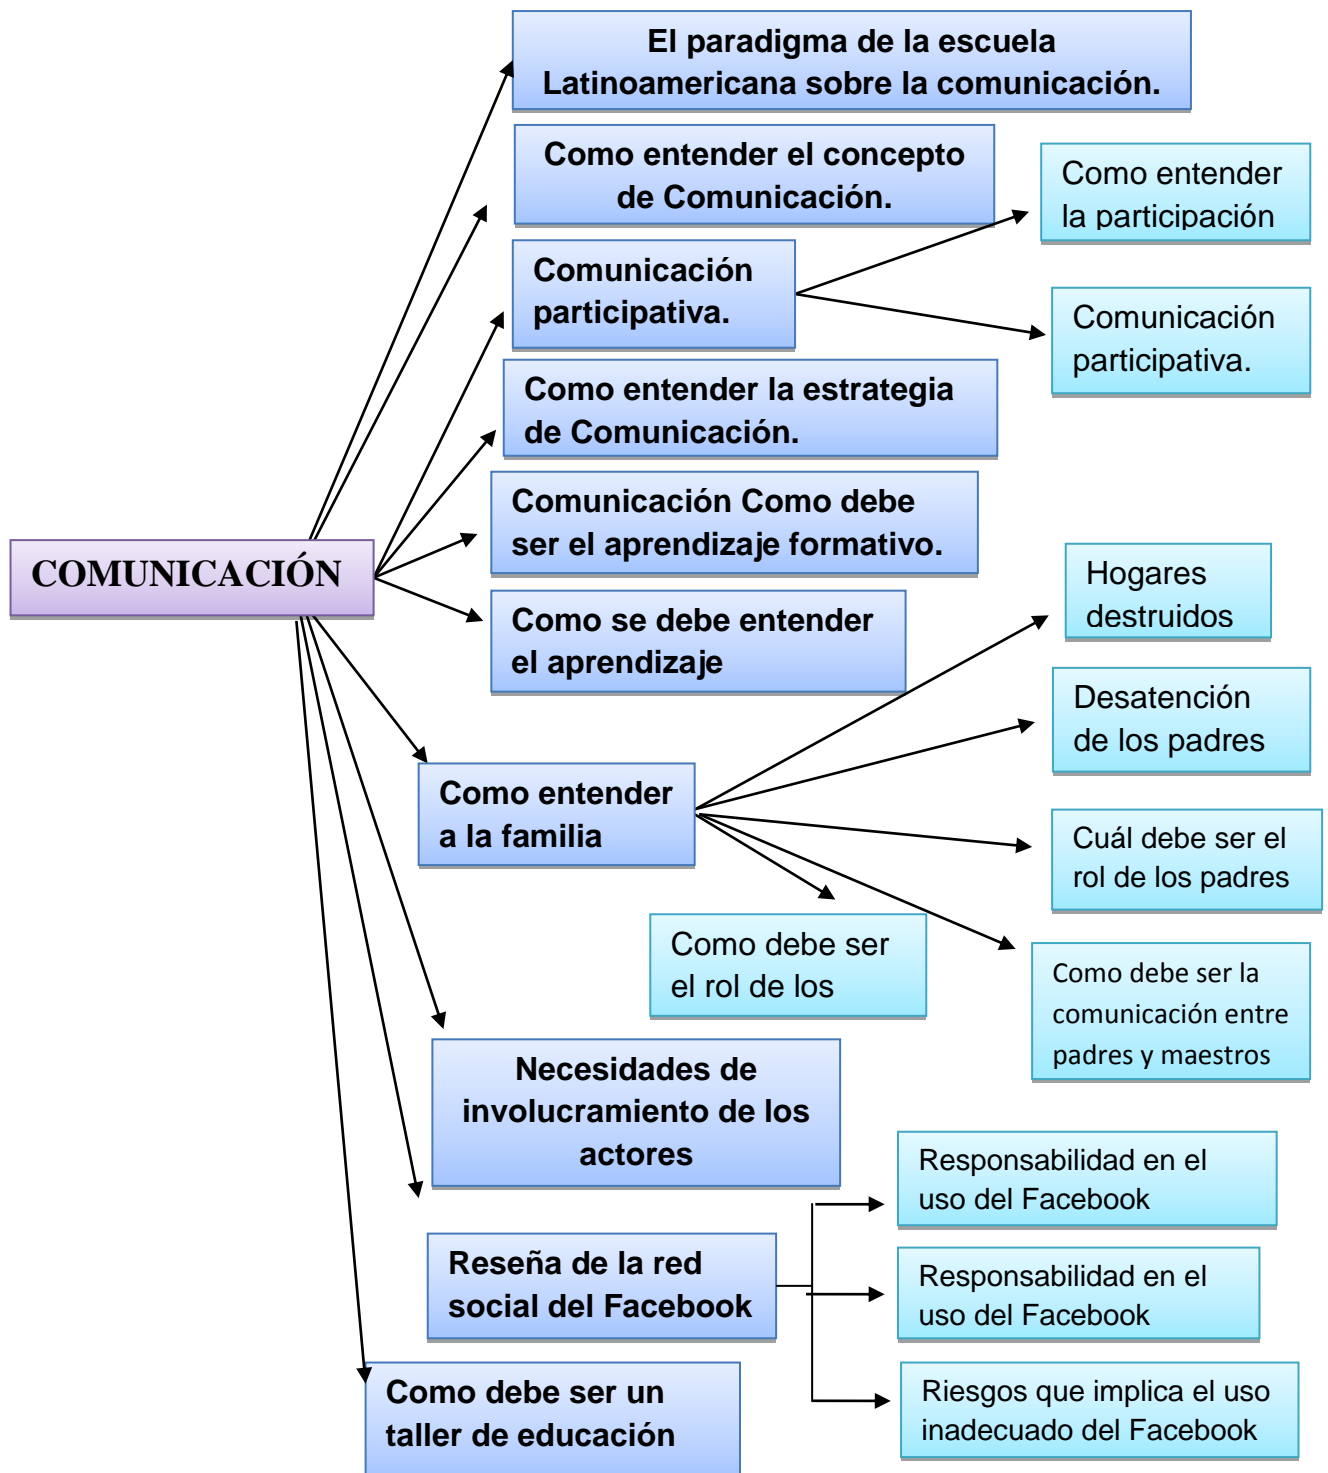 El paradigma de la escuela
Latinoamericana sobre la comunicación.
Como entender el concepto
de Comunicación.
Como entender
la participación
Comunicación
participativa.
Comunicación
participativa.
Como entender la estrategia
de Comunicación.
Comunicación Como debe
ser el aprendizaje formativo.
COMUNICACIÓN
Como se debe entender
el aprendizaje
Hogares
destruidos
Desatención
de los padres
Como entender
a la familia
Cuál debe ser el
rol de los padres
Como debe ser
el rol de los
Como debe ser la
comunicación entre
padres y maestros
Necesidades de
involucramiento de los
actores
Responsabilidad en el
uso del Facebook
Reseña de la red
social del Facebook
Responsabilidad en el
uso del Facebook
Como debe ser un
taller de educación
Riesgos que implica el uso
inadecuado del Facebook